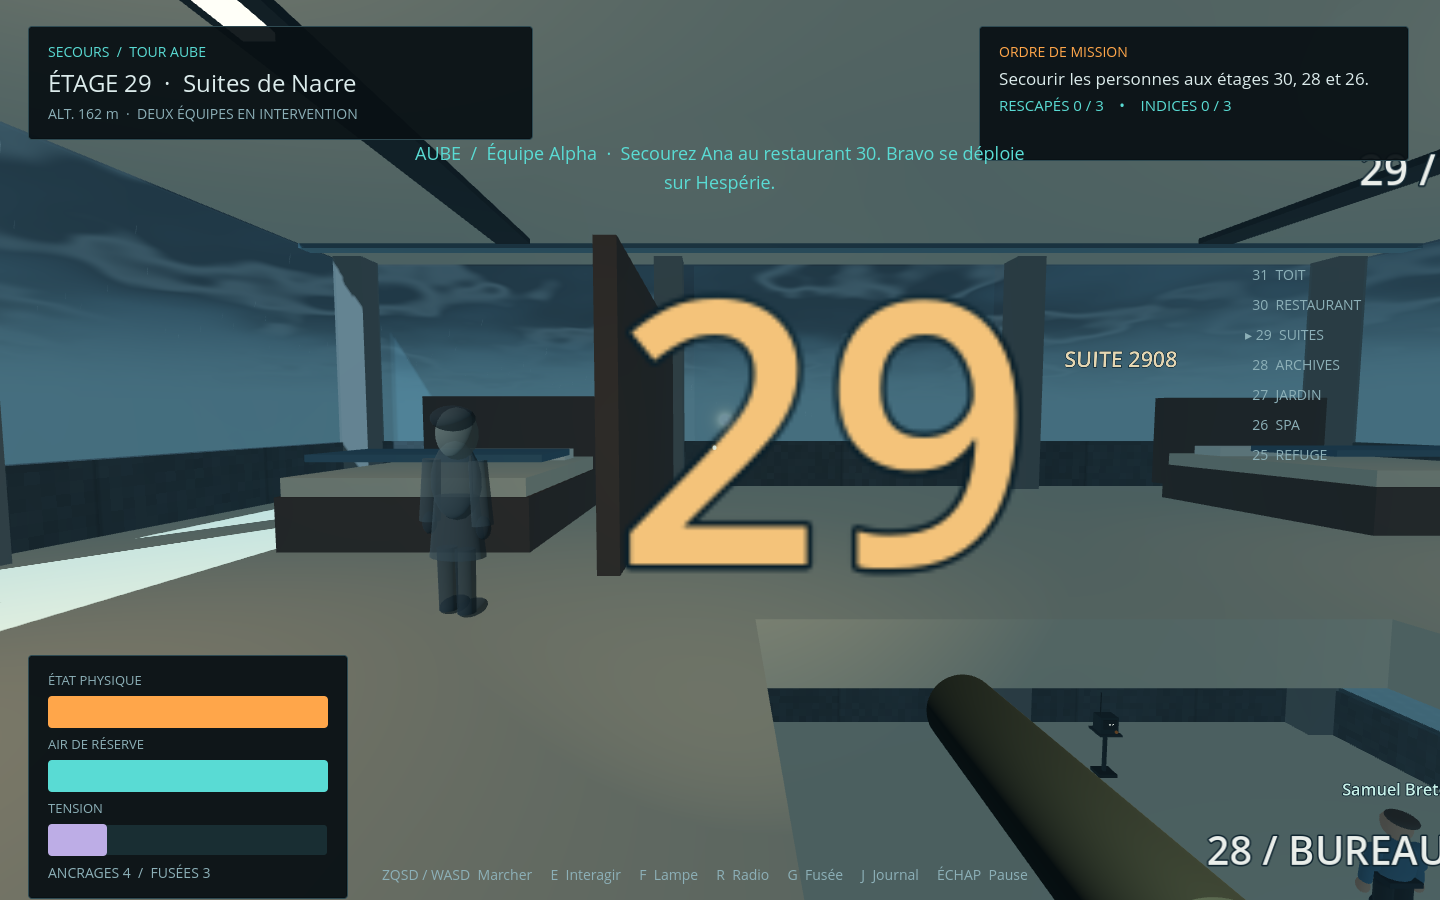 SECOURS / TOUR AUBE
ÉTAGE 29 · Suites de Nacre
ALT. 162 m · DEUX ÉQUIPES EN INTERVENTION
ORDRE DE MISSION
Secourir les personnes aux étages 30, 28 et 26.
RESCAPÉS 0 / 3 • INDICES 0 / 3
AUBE / Équipe Alpha · Secourez Ana au restaurant 30. Bravo se déploie
sur Hespérie.
29 /
31 TOIT
30 RESTAURANT
▸ 29 SUITES
28 ARCHIVES
27 JARDIN
26 SPA
25 REFUGE
29
SUITE 2908
ÉTAT PHYSIQUE
AIR DE RÉSERVE
TENSION
ANCRAGES 4 / FUSÉES 3
Samuel Bret
28 / BUREAU
ZQSD / WASD Marcher E Interagir F Lampe R Radio G Fusée J Journal ÉCHAP Pause